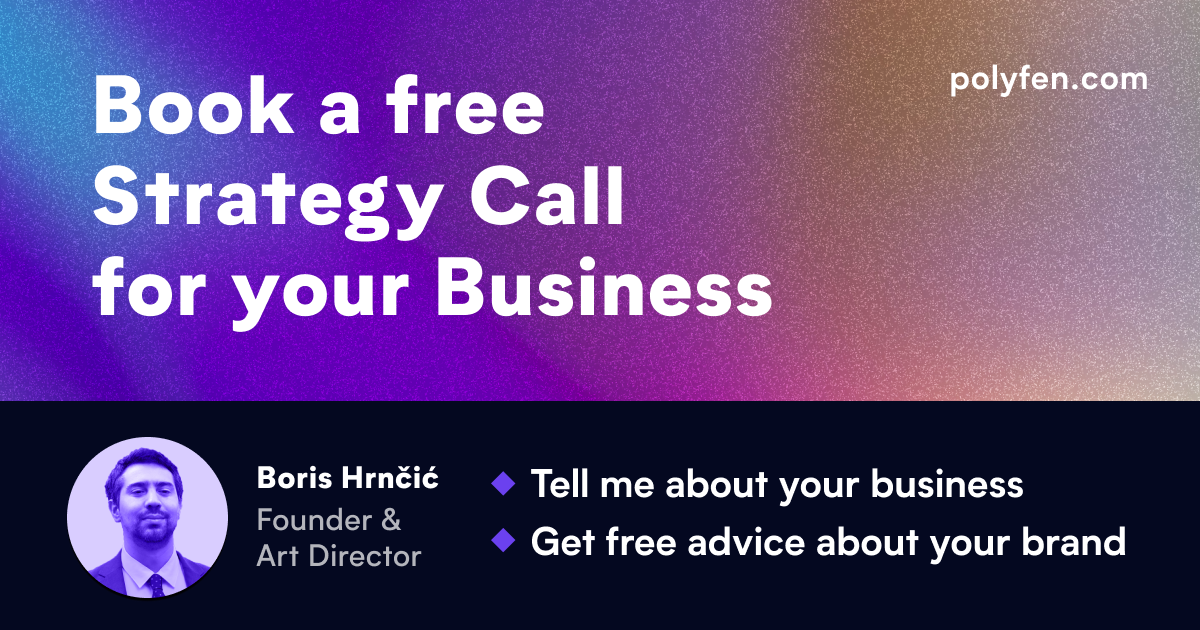 Book a free
Strategy Call
for your Business
polyfen.com
Boris Hrnčić
Founder &
Art Director
Tell me about your business
Get free advice about your brand